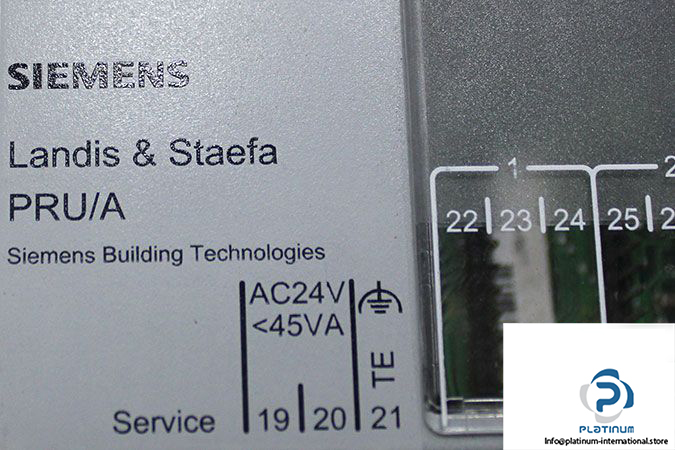 SIEMENS
Landis & Staefa
PRU/A
Siemens Building Technologies
AC24V
<45VA
TE
Service 19 20 21
1 2
22 23 24 25 2
PLATINUM
Info@platinum-international.store